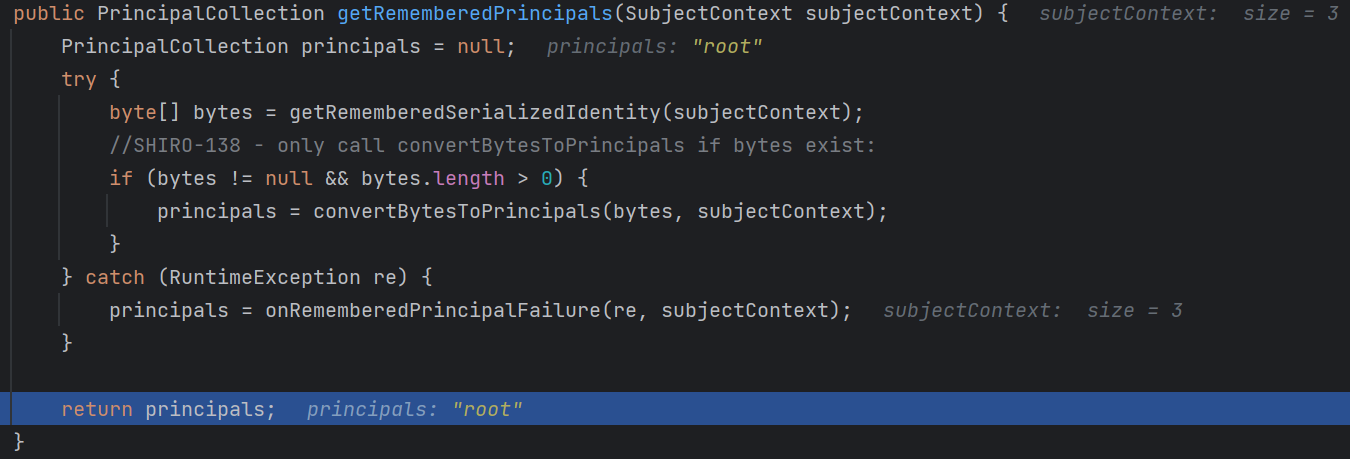 public PrincipalCollection getRememberedPrincipals(SubjectContext subjectContext) {   subjectContext:  size = 3
    PrincipalCollection principals = null;   principals: "root"
    try {
        byte[] bytes = getRememberedSerializedIdentity(subjectContext);
        //SHIRO-138 - only call convertBytesToPrincipals if bytes exist:
        if (bytes != null && bytes.length > 0) {
            principals = convertBytesToPrincipals(bytes, subjectContext);
        }
    } catch (RuntimeException re) {
        principals = onRememberedPrincipalFailure(re, subjectContext);   subjectContext:  size = 3
    }
    return principals;   principals: "root"
}